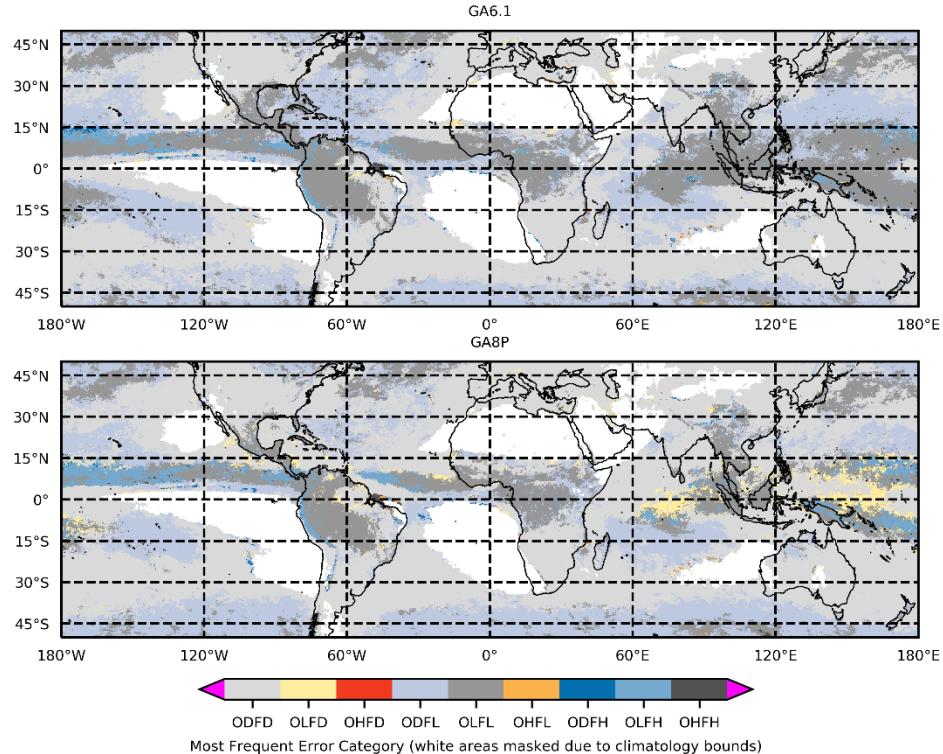 GA6.1
45°N
30°N
15°N
0°
15°S
30°S
45°S
180°W 120°W 60°W 0° 60°E 120°E 180°E
GA8P
45°N
30°N
15°N
0°
15°S
30°S
45°S
180°W 120°W 60°W 0° 60°E 120°E 180°E
ODFD OLFD OHFD ODFL OLFL OHFL ODFH OLFH OHFH
Most Frequent Error Category (white areas masked due to climatology bounds)